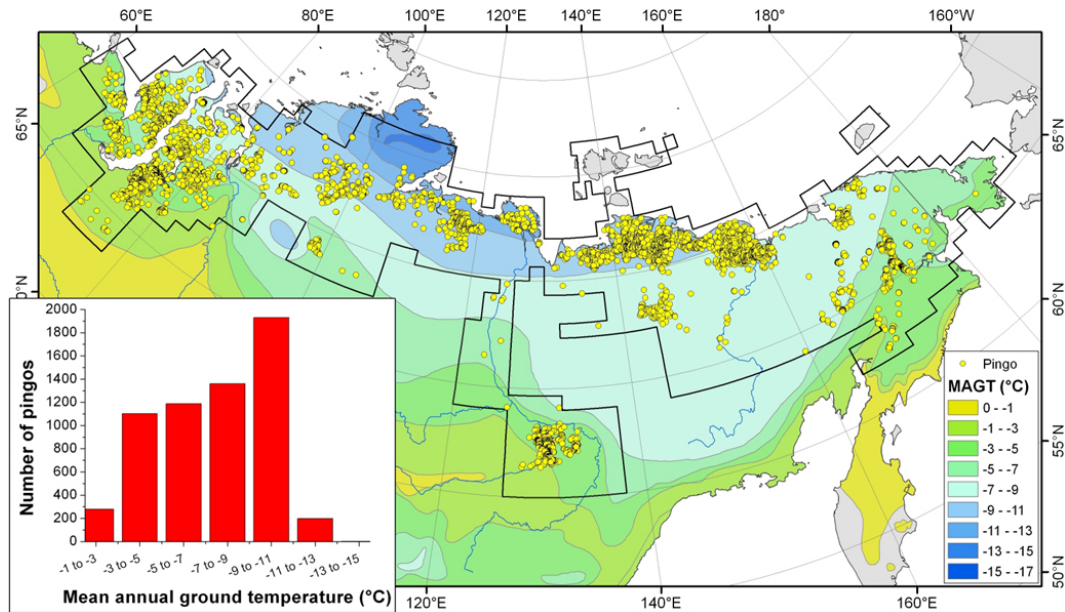 60°E 80°E 100°E 120°E 140°E 160°E 180° 160°W
65°N
65°N
60°N
55°N
50°N
120°E 140°E 160°E
2000
1800
1600
1400
1200
1000
800
600
400
200
0
Number of pingos
-1 to -3 -3 to -5 -5 to -7 -7 to -9 -9 to -11 -11 to -13 -13 to -15
Mean annual ground temperature (°C)
Pingo
MAGT (°C)
0 - -1
-1 - -3
-3 - -5
-5 - -7
-7 - -9
-9 - -11
-11 - -13
-13 - -15
-15 - -17